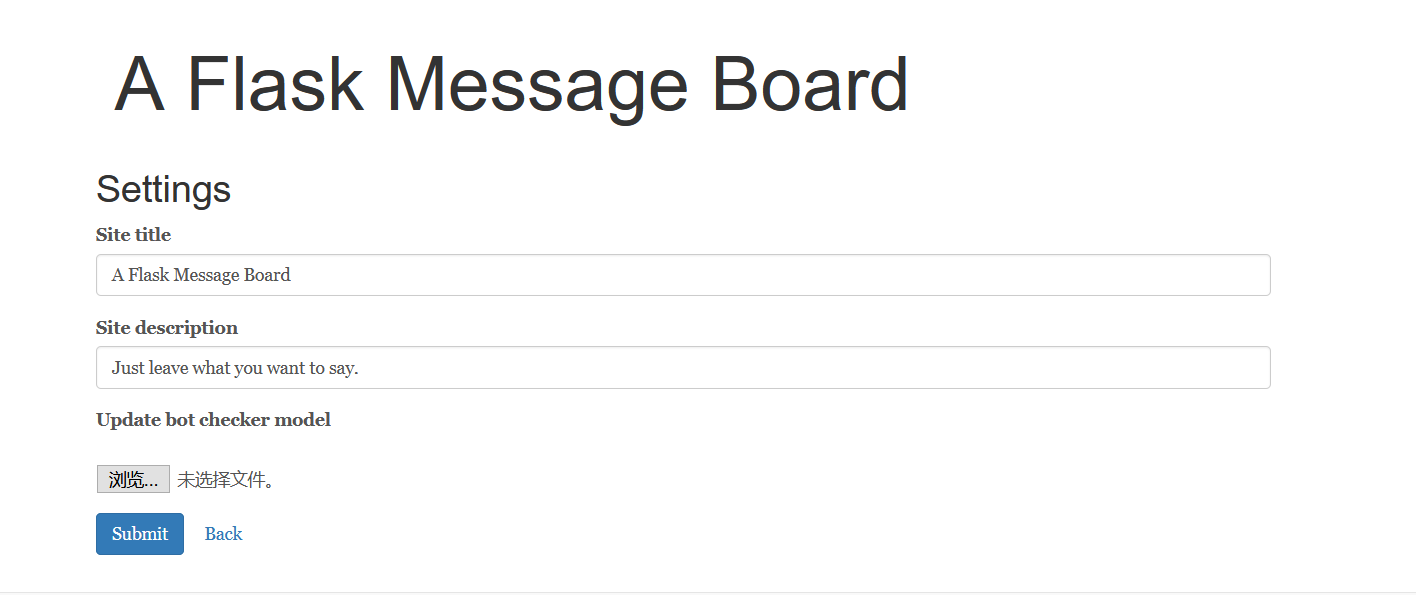 A Flask Message Board
Settings
Site title
A Flask Message Board
Site description
Just leave what you want to say.
Update bot checker model
浏览... 未选择文件。
Submit Back